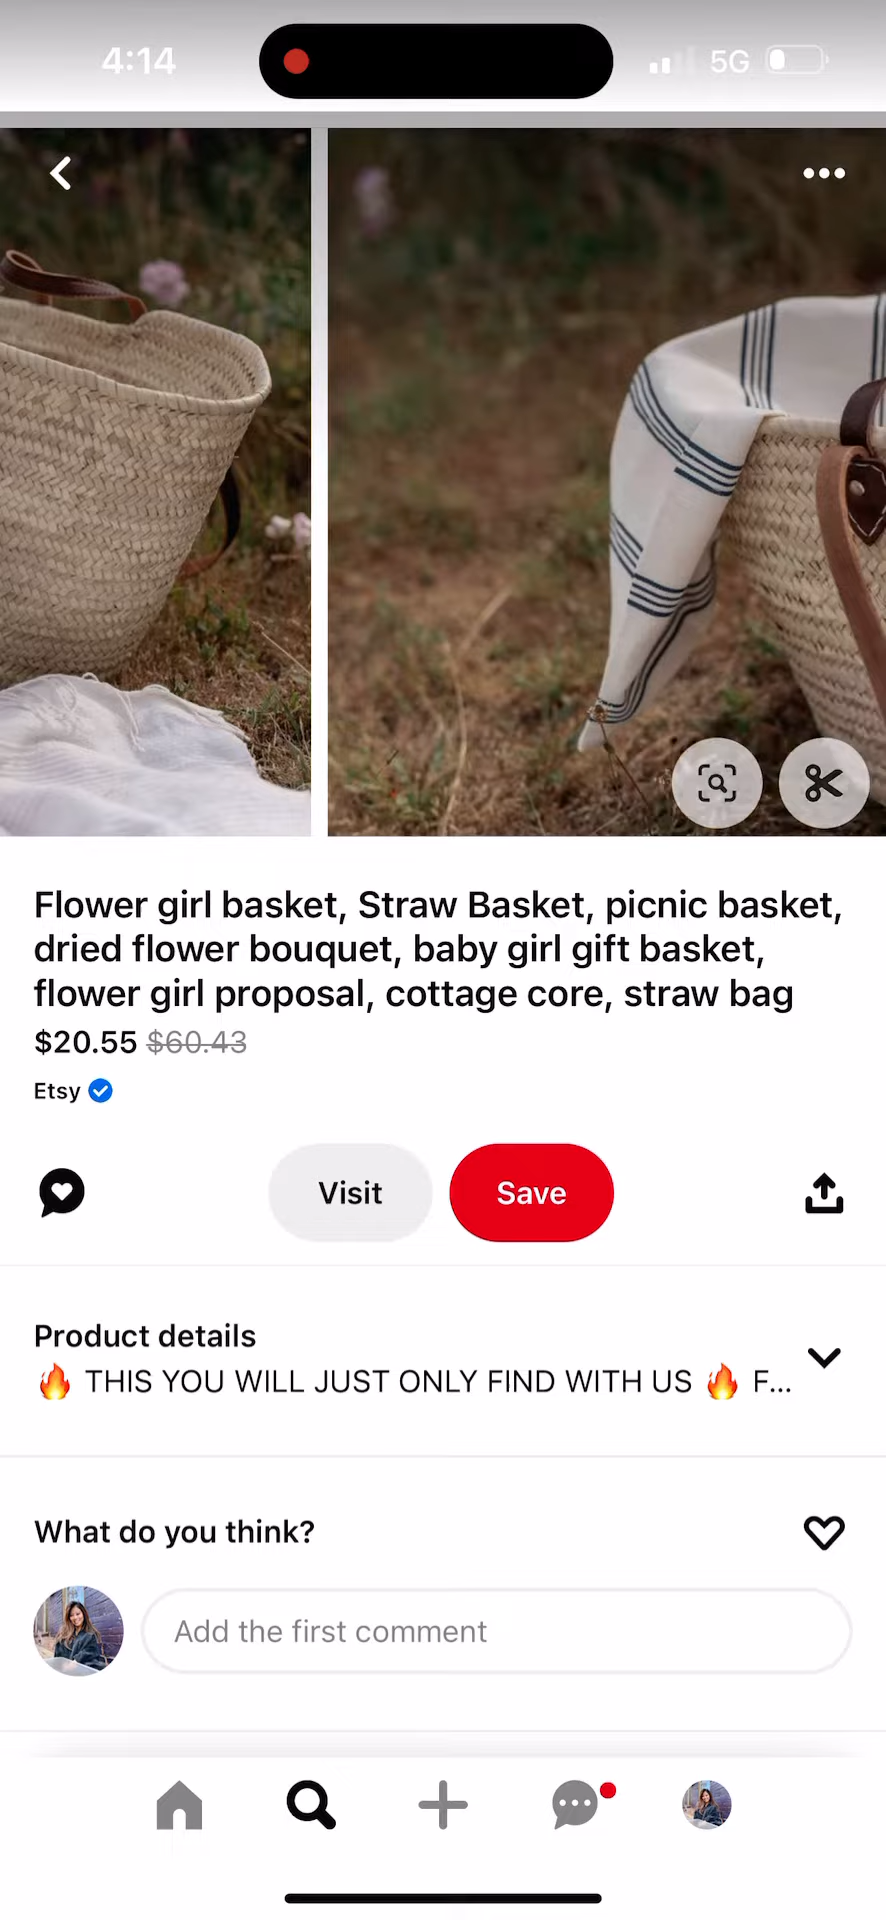 4:14
5G
Flower girl basket, Straw Basket, picnic basket,
dried flower bouquet, baby girl gift basket,
flower girl proposal, cottage core, straw bag
$20.55 $60.43
Etsy
Visit
Save
Product details
🔥 THIS YOU WILL JUST ONLY FIND WITH US 🔥 F...
What do you think?
Add the first comment